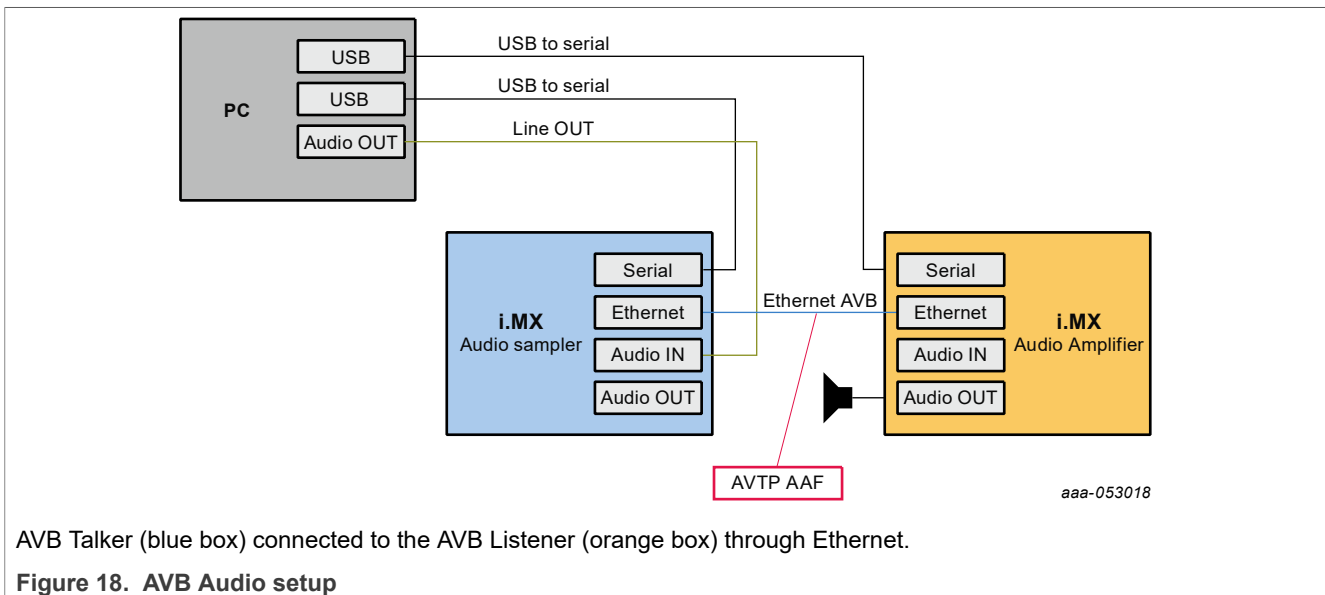 PC
USB
USB
Audio OUT
USB to serial
USB to serial
Line OUT
i.MX
Audio sampler
Serial
Ethernet
Audio IN
Audio OUT
Ethernet AVB
Serial
Ethernet
Audio IN
Audio OUT
i.MX
Audio Amplifier
AVTP AAF
aaa-053018
AVB Talker (blue box) connected to the AVB Listener (orange box) through Ethernet.
Figure 18. AVB Audio setup